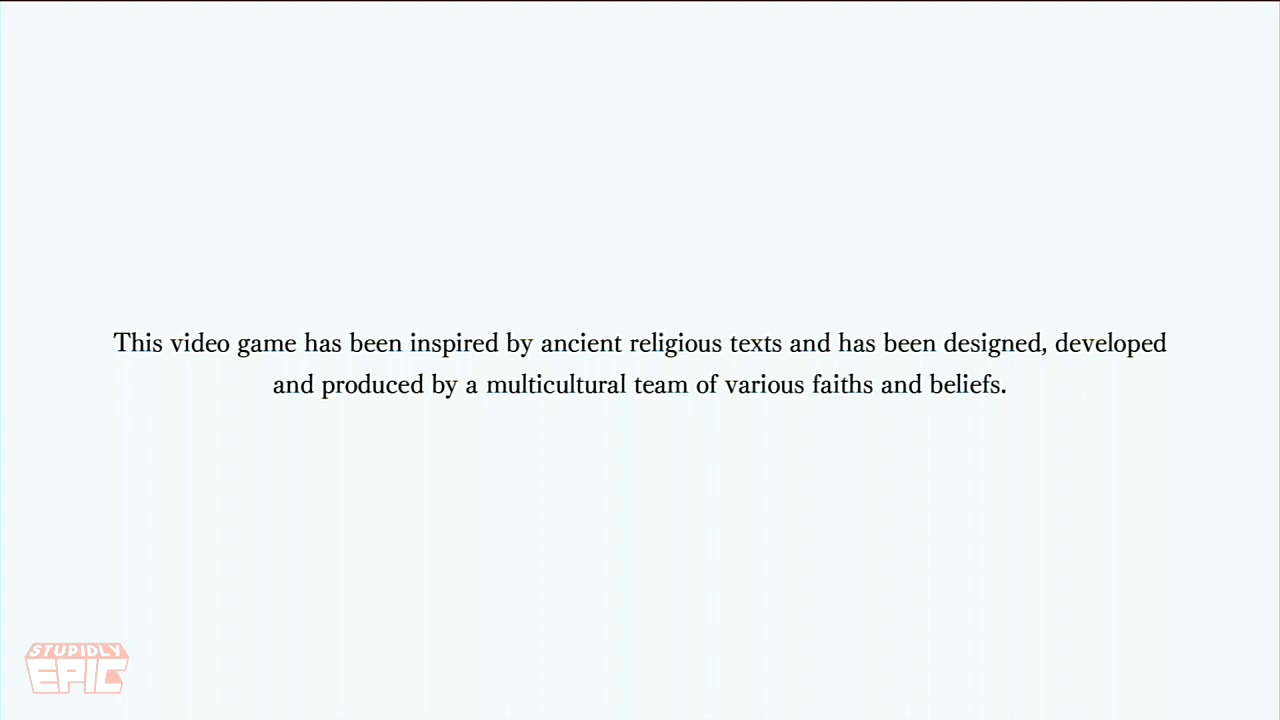 This video game has been inspired by ancient religious texts and has been designed, developed
and produced by a multicultural team of various faiths and beliefs.
STUPIDLY
EPIC